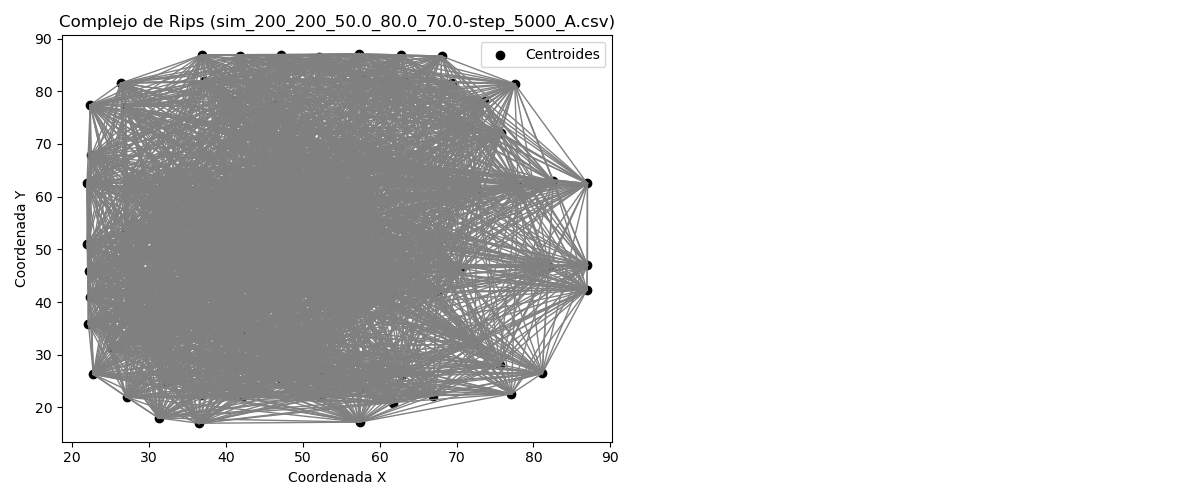 Complejo de Rips (sim_200_200_50.0_80.0_70.0-step_5000_A.csv)
Centroides
90
80
70
60
50
40
30
20
Coordenada Y
20 30 40 50 60 70 80 90
Coordenada X